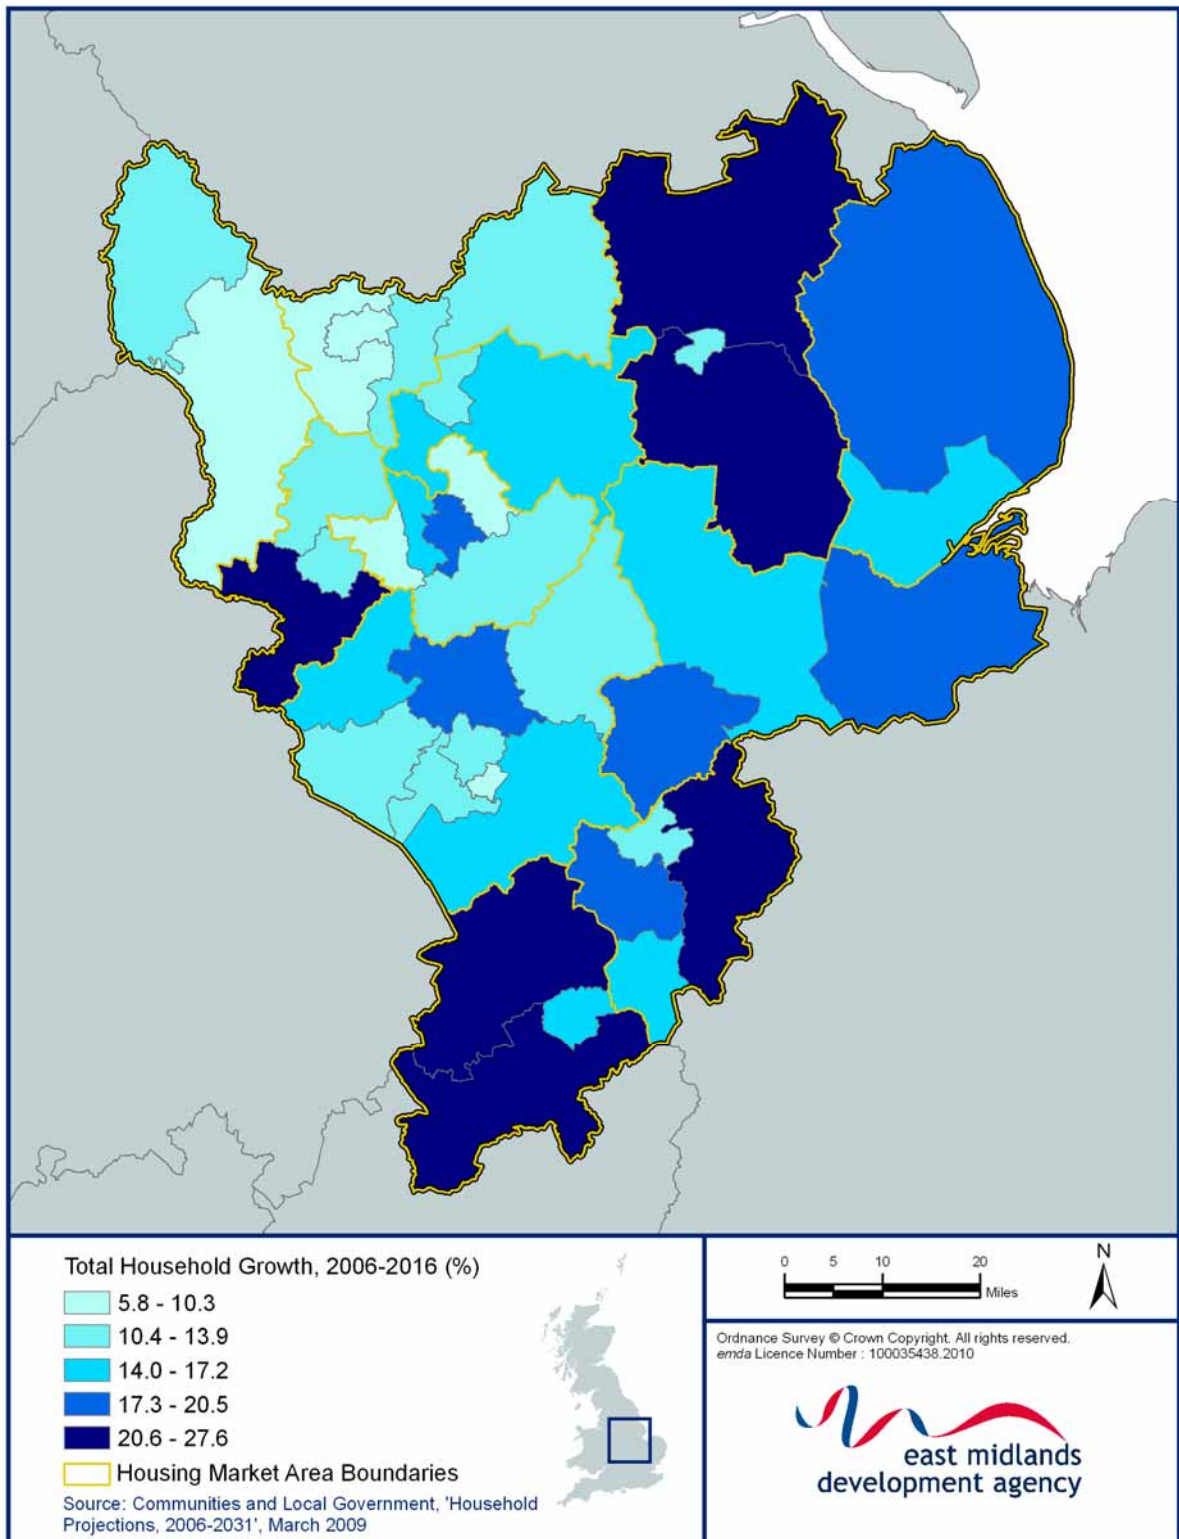 Total Household Growth, 2006-2016 (%)
5.8 - 10.3
10.4 - 13.9
14.0 - 17.2
17.3 - 20.5
20.6 - 27.6
Housing Market Area Boundaries
Source: Communities and Local Government, 'Household
Projections, 2006-2031', March 2009
0 5 10 20
Miles
N
Ordnance Survey © Crown Copyright. All rights reserved.
emda Licence Number : 100035438.2010
east midlands
development agency